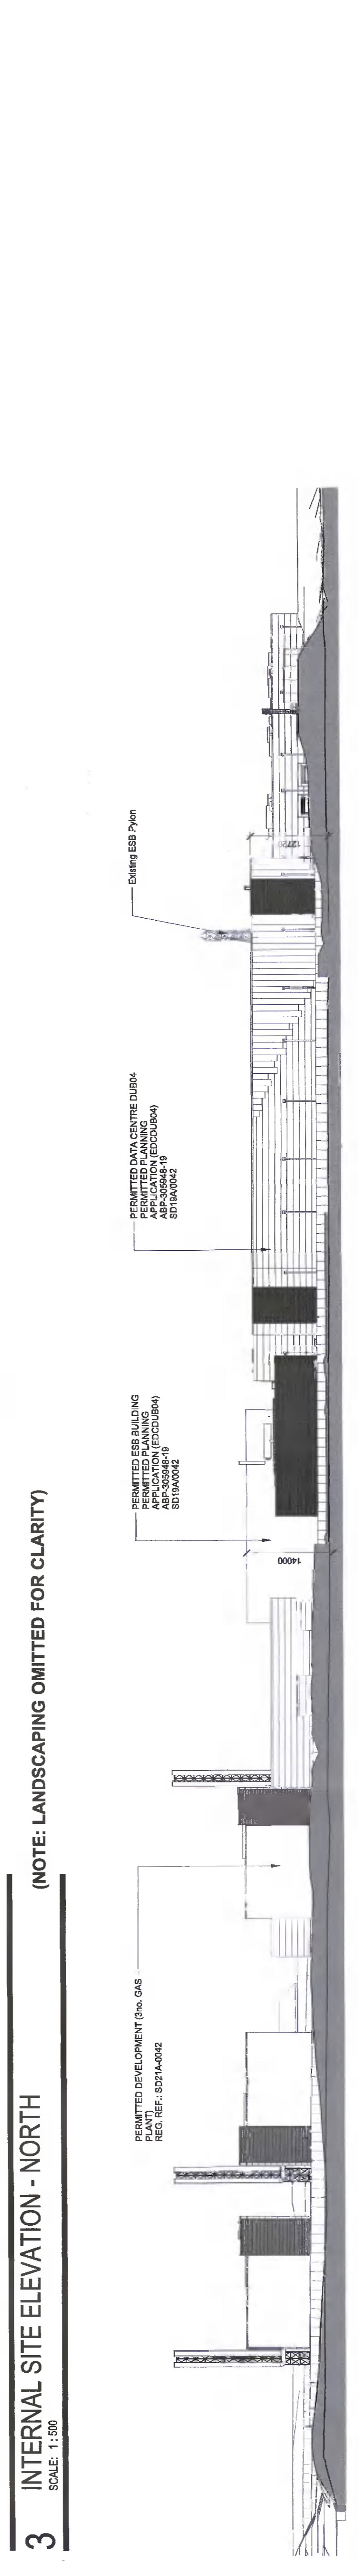 3
INTERNAL SITE ELEVATION - NORTH
SCALE: 1 : 500
(NOTE: LANDSCAPING OMITTED FOR CLARITY)
PERMITTED DEVELOPMENT (3no. GAS
PLANT)
REG. REF.: SD21A-0042
PERMITTED ESB BUILDING
PERMITTED PLANNING
APPLICATION (EDCDUB04)
ABP-305948-19
SD19A/0042
PERMITTED DATA CENTRE DUB04
PERMITTED PLANNING
APPLICATION (EDCDUB04)
ABP-305948-19
SD19A/0042
Existing ESB Pylon
14000
12720